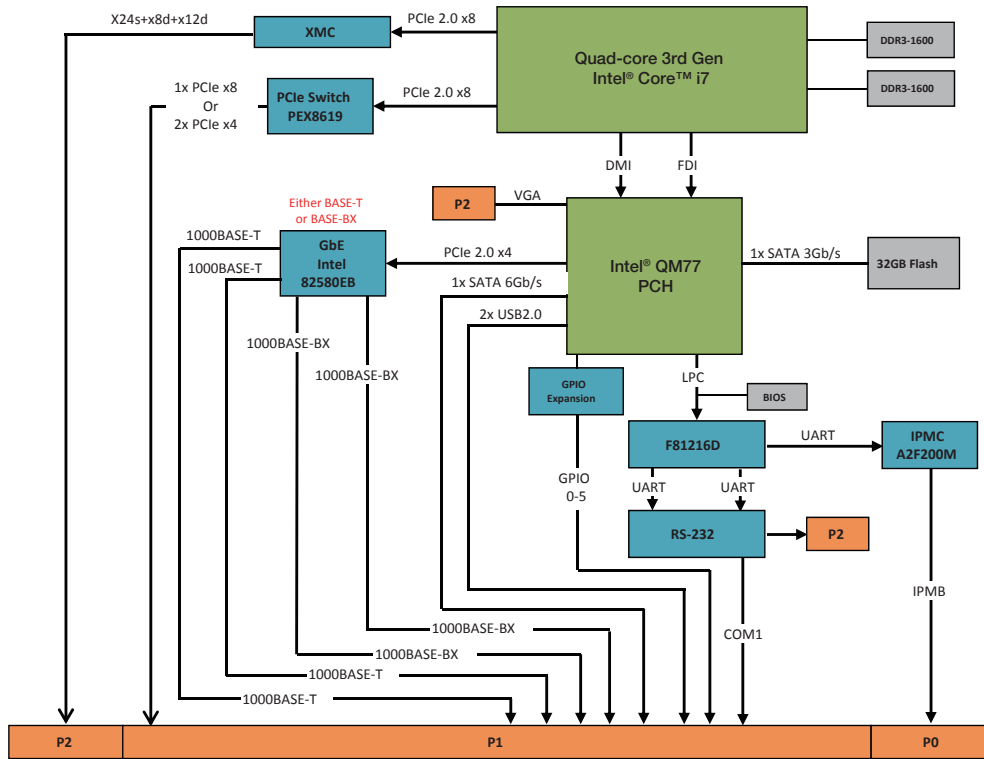 X24s+x8d+x12d
XMC
PCIe 2.0 x8
Quad-core 3rd Gen
Intel® Core™ i7
DDR3-1600
DDR3-1600
1x PCIe x8
Or
2x PCIe x4
PCIe Switch
PEX8619
PCIe 2.0 x8
DMI
FDI
P2
VGA
Either BASE-T
or BASE-BX
1000BASE-T
1000BASE-T
GbE
Intel
82580EB
PCIe 2.0 x4
1x SATA 6Gb/s
2x USB2.0
Intel® QM77
PCH
1x SATA 3Gb/s
32GB Flash
1000BASE-BX
1000BASE-BX
GPIO
Expansion
LPC
BIOS
F81216D
UART
IPMC
A2F200M
GPIO
0-5
UART
UART
RS-232
P2
IPMB
COM1
1000BASE-BX
1000BASE-BX
1000BASE-T
1000BASE-T
P2
P1
P0